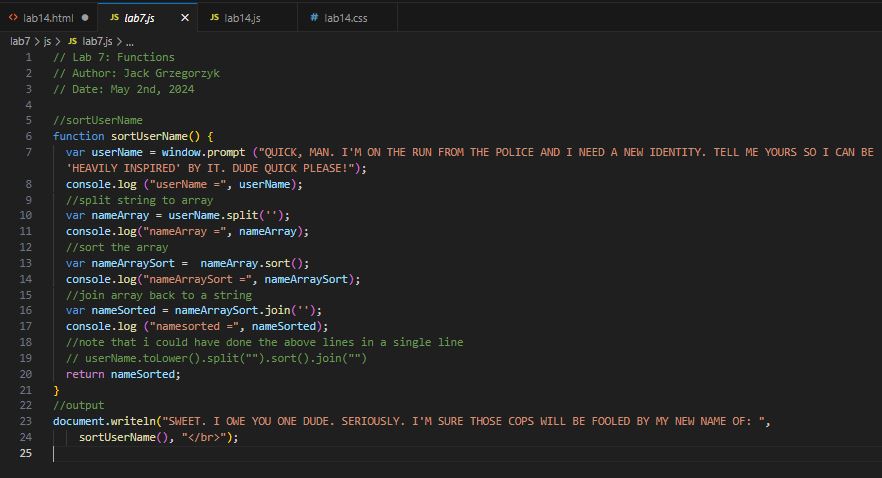 lab14.html ● JS lab7.js × JS lab14.js # lab14.css
lab7 > js > JS lab7.js > ...
1 // Lab 7: Functions
2 // Author: Jack Grzegorzyk
3 // Date: May 2nd, 2024
4
5 //sortUserName
6 function sortUserName() {
7 var userName = window.prompt ("QUICK, MAN. I'M ON THE RUN FROM THE POLICE AND I NEED A NEW IDENTITY. TELL ME YOURS SO I CAN BE
'HEAVILY INSPIRED' BY IT. DUDE QUICK PLEASE!");
8 console.log ("userName =", userName);
9 //split string to array
10 var nameArray = userName.split('');
11 console.log("nameArray =", nameArray);
12 //sort the array
13 var nameArraySort =  nameArray.sort();
14 console.log("nameArraySort =", nameArraySort);
15 //join array back to a string
16 var nameSorted = nameArraySort.join('');
17 console.log ("namesorted =", nameSorted);
18 //note that i could have done the above lines in a single line
19 // userName.toLower().split("").sort().join("")
20 return nameSorted;
21 }
22 //output
23 document.writeln("SWEET. I OWE YOU ONE DUDE. SERIOUSLY. I'M SURE THOSE COPS WILL BE FOOLED BY MY NEW NAME OF: ",
24 sortUserName(), "</br>");
25